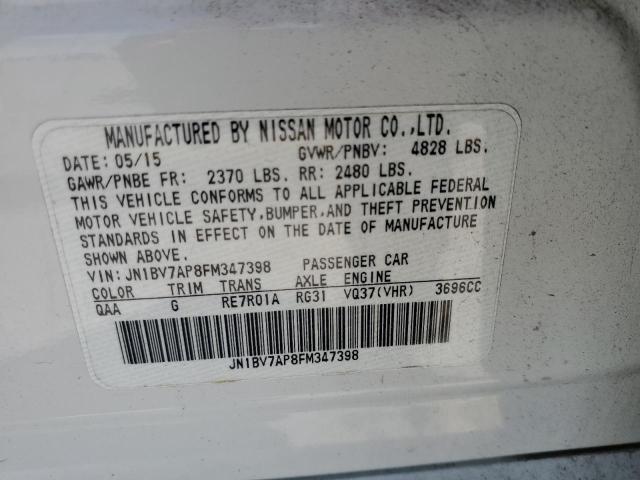 MANUFACTURED BY NISSAN MOTOR CO.,LTD.
DATE: 05/15 GVWR/PNBV: 4828 LBS.
GAWR/PNBE FR: 2370 LBS. RR: 2480 LBS.
THIS VEHICLE CONFORMS TO ALL APPLICABLE FEDERAL
MOTOR VEHICLE SAFETY,BUMPER,AND THEFT PREVENTION
STANDARDS IN EFFECT ON THE DATE OF MANUFACTURE
SHOWN ABOVE.
VIN: JN1BV7AP8FM347398 PASSENGER CAR
COLOR TRIM TRANS AXLE ENGINE
QAA G RE7R01A RG31 VQ37(VHR) 3696CC
JN1BV7AP8FM347398